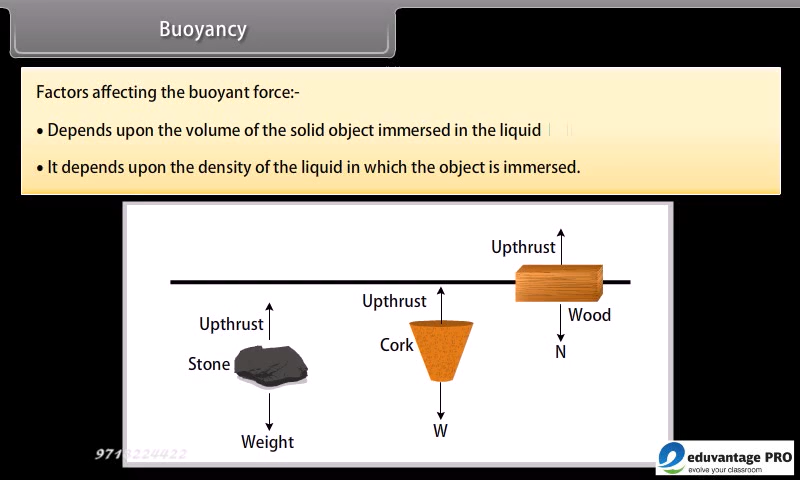 Buoyancy
Factors affecting the buoyant force:-
• Depends upon the volume of the solid object immersed in the liquid
• It depends upon the density of the liquid in which the object is immersed.
Upthrust
Upthrust
Wood
Upthrust
Cork
N
Stone
W
Weight
9718224422
eduvantage PRO
evolve your classroom